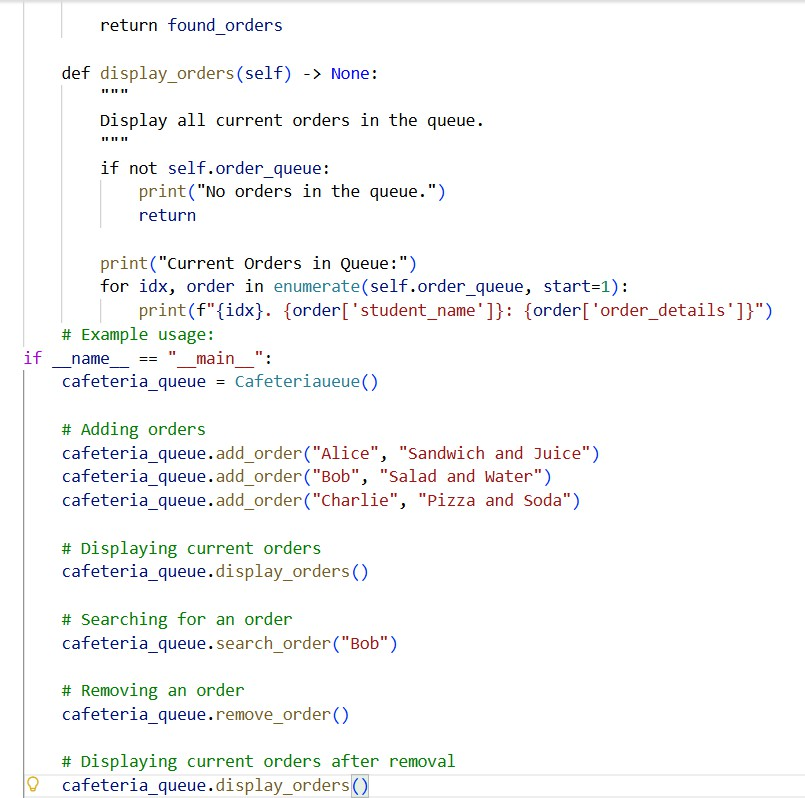 return found_orders
def display_orders(self) -> None:
"""
Display all current orders in the queue.
"""
if not self.order_queue:
print("No orders in the queue.")
return
print("Current Orders in Queue:")
for idx, order in enumerate(self.order_queue, start=1):
print(f"{idx}. {order['student_name']}: {order['order_details']}")
# Example usage:
if __name__ == "__main__":
cafeteria_queue = Cafeteriaueue()
# Adding orders
cafeteria_queue.add_order("Alice", "Sandwich and Juice")
cafeteria_queue.add_order("Bob", "Salad and Water")
cafeteria_queue.add_order("Charlie", "Pizza and Soda")
# Displaying current orders
cafeteria_queue.display_orders()
# Searching for an order
cafeteria_queue.search_order("Bob")
# Removing an order
cafeteria_queue.remove_order()
# Displaying current orders after removal
cafeteria_queue.display_orders()